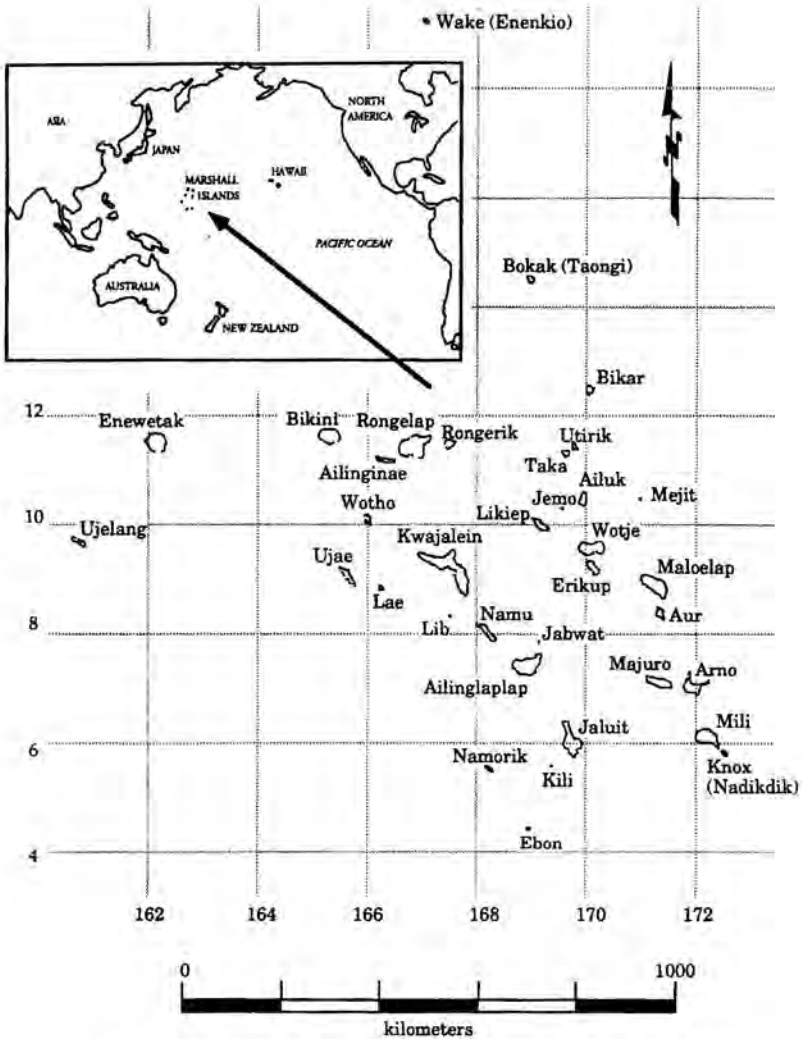 Wake (Enenkio)
NORTH
AMERICA
ASIA
JAPAN
MARSHALL
ISLANDS
HAWAII
PACIFIC OCEAN
AUSTRALIA
NEW ZEALAND
Bokak (Taongi)
Bikar
12
Enewetak
Bikini
Rongelap
Rongerik
Utirik
Taka
Ailinginae
Ailuk
Wotho
Jemo
Mejit
10
Ujelang
Likiep
Kwajalein
Wotje
Ujae
Maloelap
Erikup
Lae
Aur
Namu
Lib
8
Jabwat
Majuro
Arno
Ailinglaplap
Jaluit
Mili
6
Namorik
Kili
Knox
(Nadikdik)
Ebon
4
162
164
166
168
170
172
0
1000
kilometers